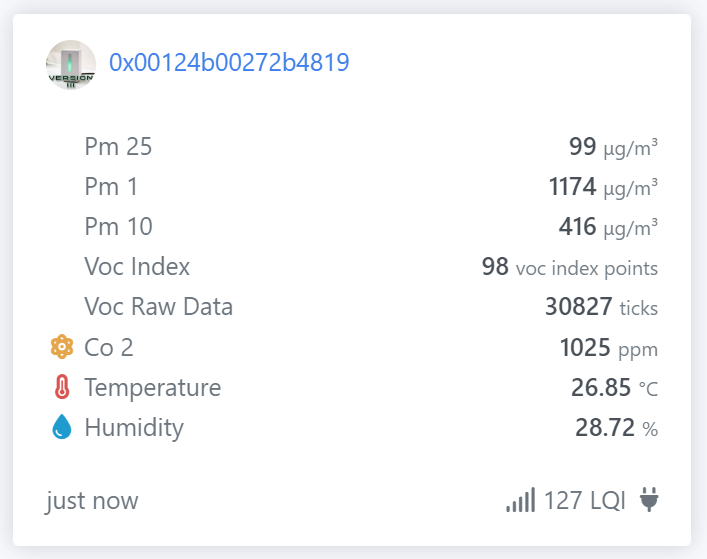 VERSION
III
0x00124b00272b4819
Pm 25 99 µg/m³
Pm 1 1174 µg/m³
Pm 10 416 µg/m³
Voc Index 98 voc index points
Voc Raw Data 30827 ticks
Co 2 1025 ppm
Temperature 26.85 °C
Humidity 28.72 %
just now 127 LQI